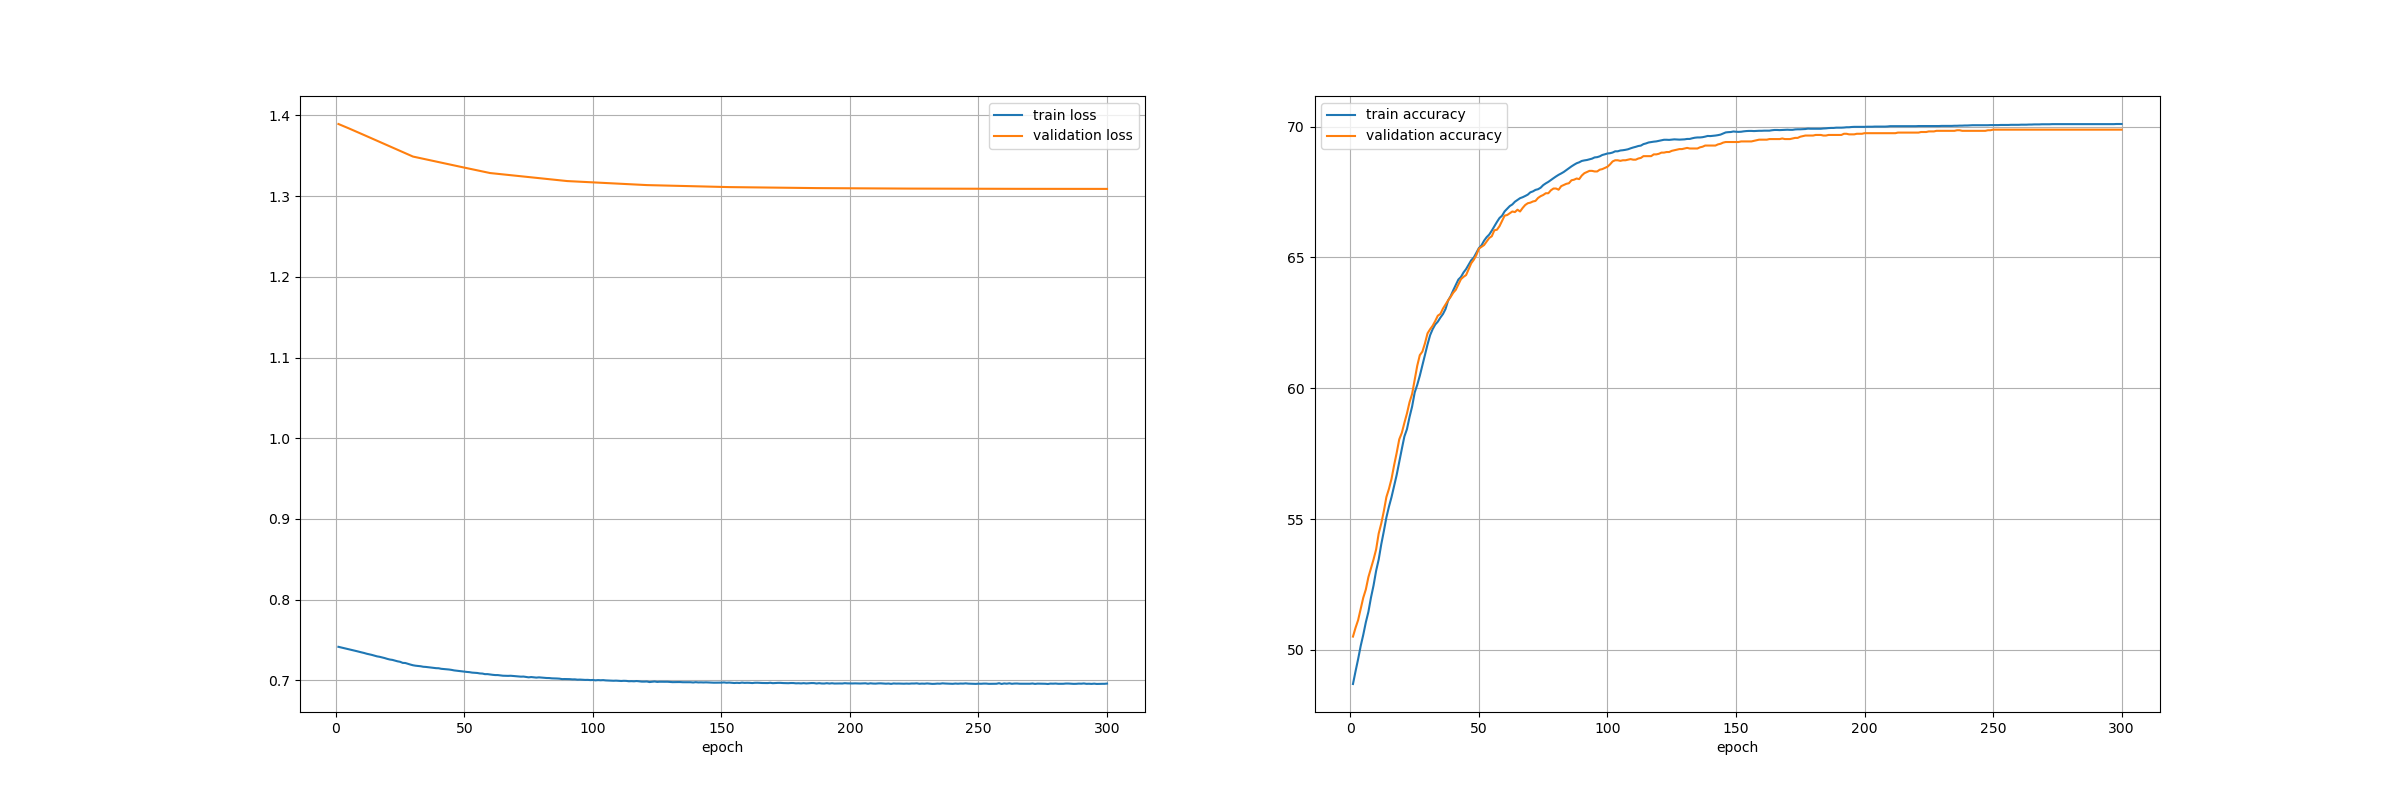 1.4
1.3
1.2
1.1
1.0
0.9
0.8
0.7
0 50 100 150 200 250 300
epoch
train loss
validation loss
70
65
60
55
50
0 50 100 150 200 250 300
epoch
train accuracy
validation accuracy